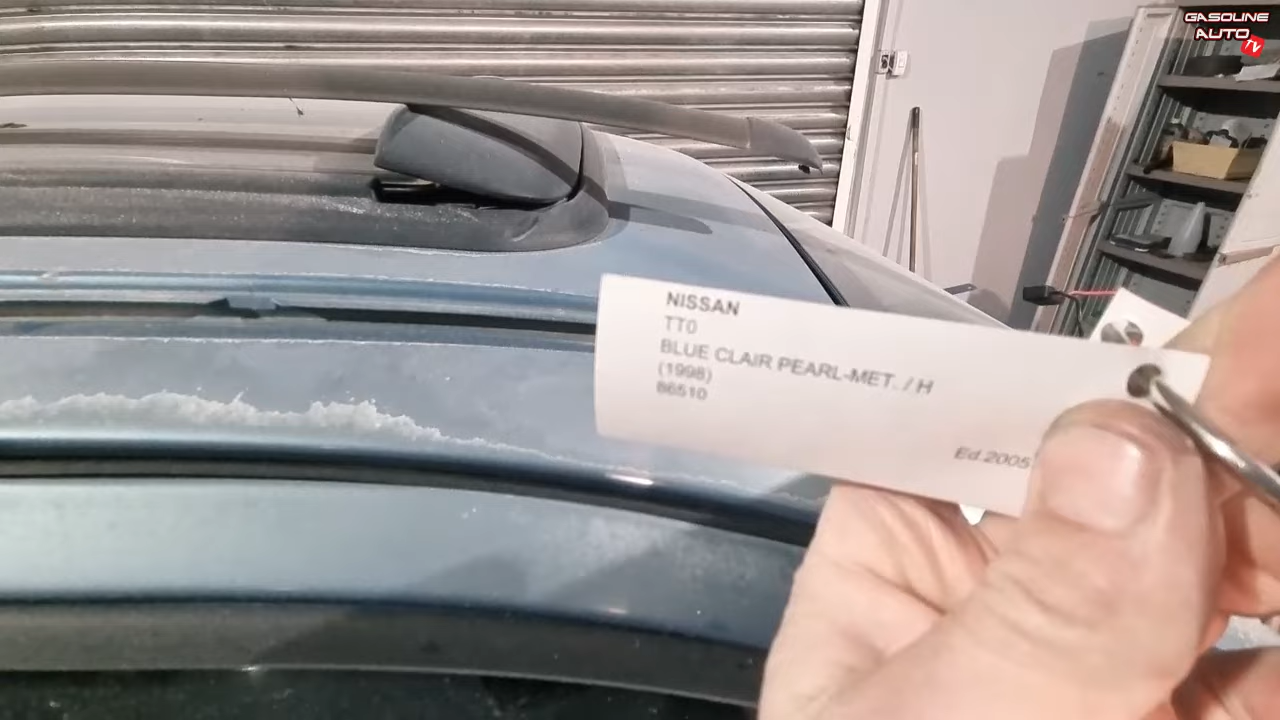 GASOLINE
AUTO
TV
NISSAN
TT0
BLUE CLAIR PEARL-MET. / H
(1998)
86510
Ed.2005